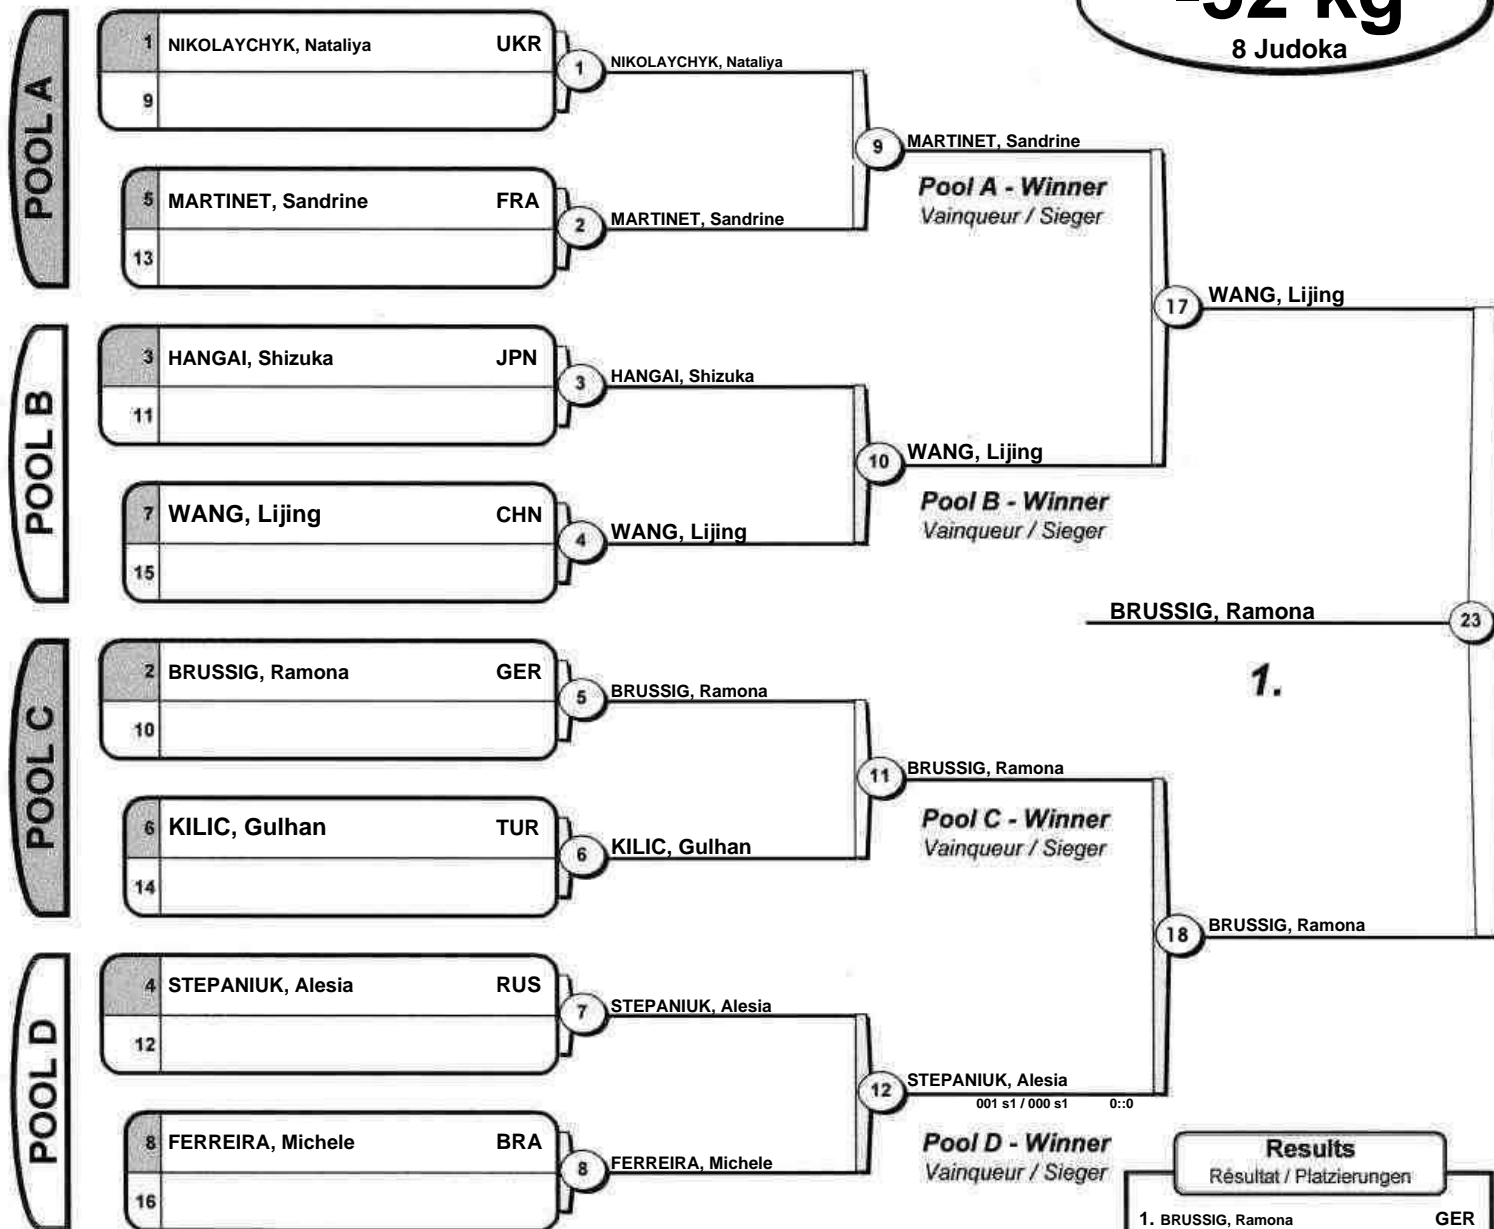 -52 kg
8 Judoka
POOL A
1 NIKOLAYCHYK, Nataliya UKR
9
1 NIKOLAYCHYK, Nataliya
5 MARTINET, Sandrine FRA
13
2 MARTINET, Sandrine
9 MARTINET, Sandrine
Pool A - Winner
Vainqueur / Sieger
POOL B
3 HANGAI, Shizuka JPN
11
3 HANGAI, Shizuka
7 WANG, Lijing CHN
15
4 WANG, Lijing
10 WANG, Lijing
Pool B - Winner
Vainqueur / Sieger
17 WANG, Lijing
BRUSSIG, Ramona 23
1.
POOL C
2 BRUSSIG, Ramona GER
10
5 BRUSSIG, Ramona
6 KILIC, Gulhan TUR
14
6 KILIC, Gulhan
11 BRUSSIG, Ramona
Pool C - Winner
Vainqueur / Sieger
18 BRUSSIG, Ramona
POOL D
4 STEPANIUK, Alesia RUS
12
7 STEPANIUK, Alesia
8 FERREIRA, Michele BRA
16
8 FERREIRA, Michele
12 STEPANIUK, Alesia
001 s1 / 000 s1 0::0
Pool D - Winner
Vainqueur / Sieger
Results
Résultat / Platzierungen
1. BRUSSIG, Ramona GER